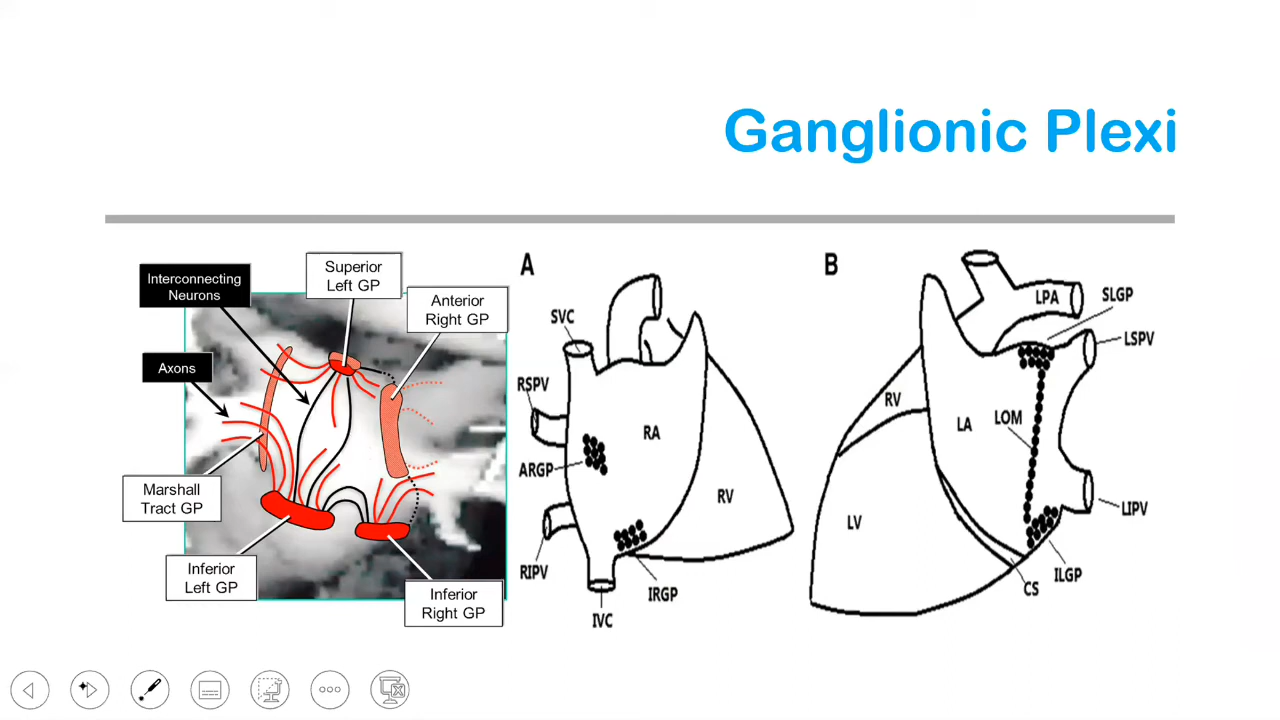 Ganglionic Plexi
Interconnecting
Neurons
Superior
Left GP
Anterior
Right GP
Axons
Marshall
Tract GP
Inferior
Left GP
Inferior
Right GP
A
SVC
RSPV
RA
ARGP
RV
RIPV
IRGP
IVC
B
LPA
SLGP
LSPV
RV
LA
LOM
LV
LIPV
ILGP
CS